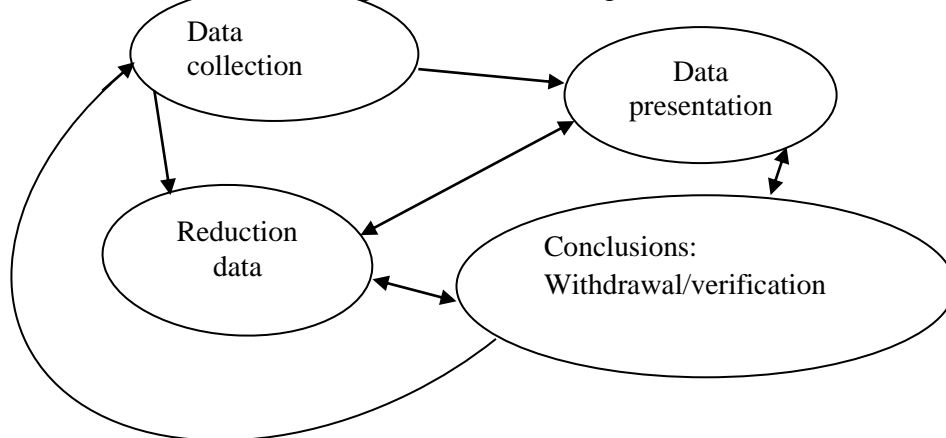 Data
collection
Data
presentation
Reduction
data
Conclusions:
Withdrawal/verification